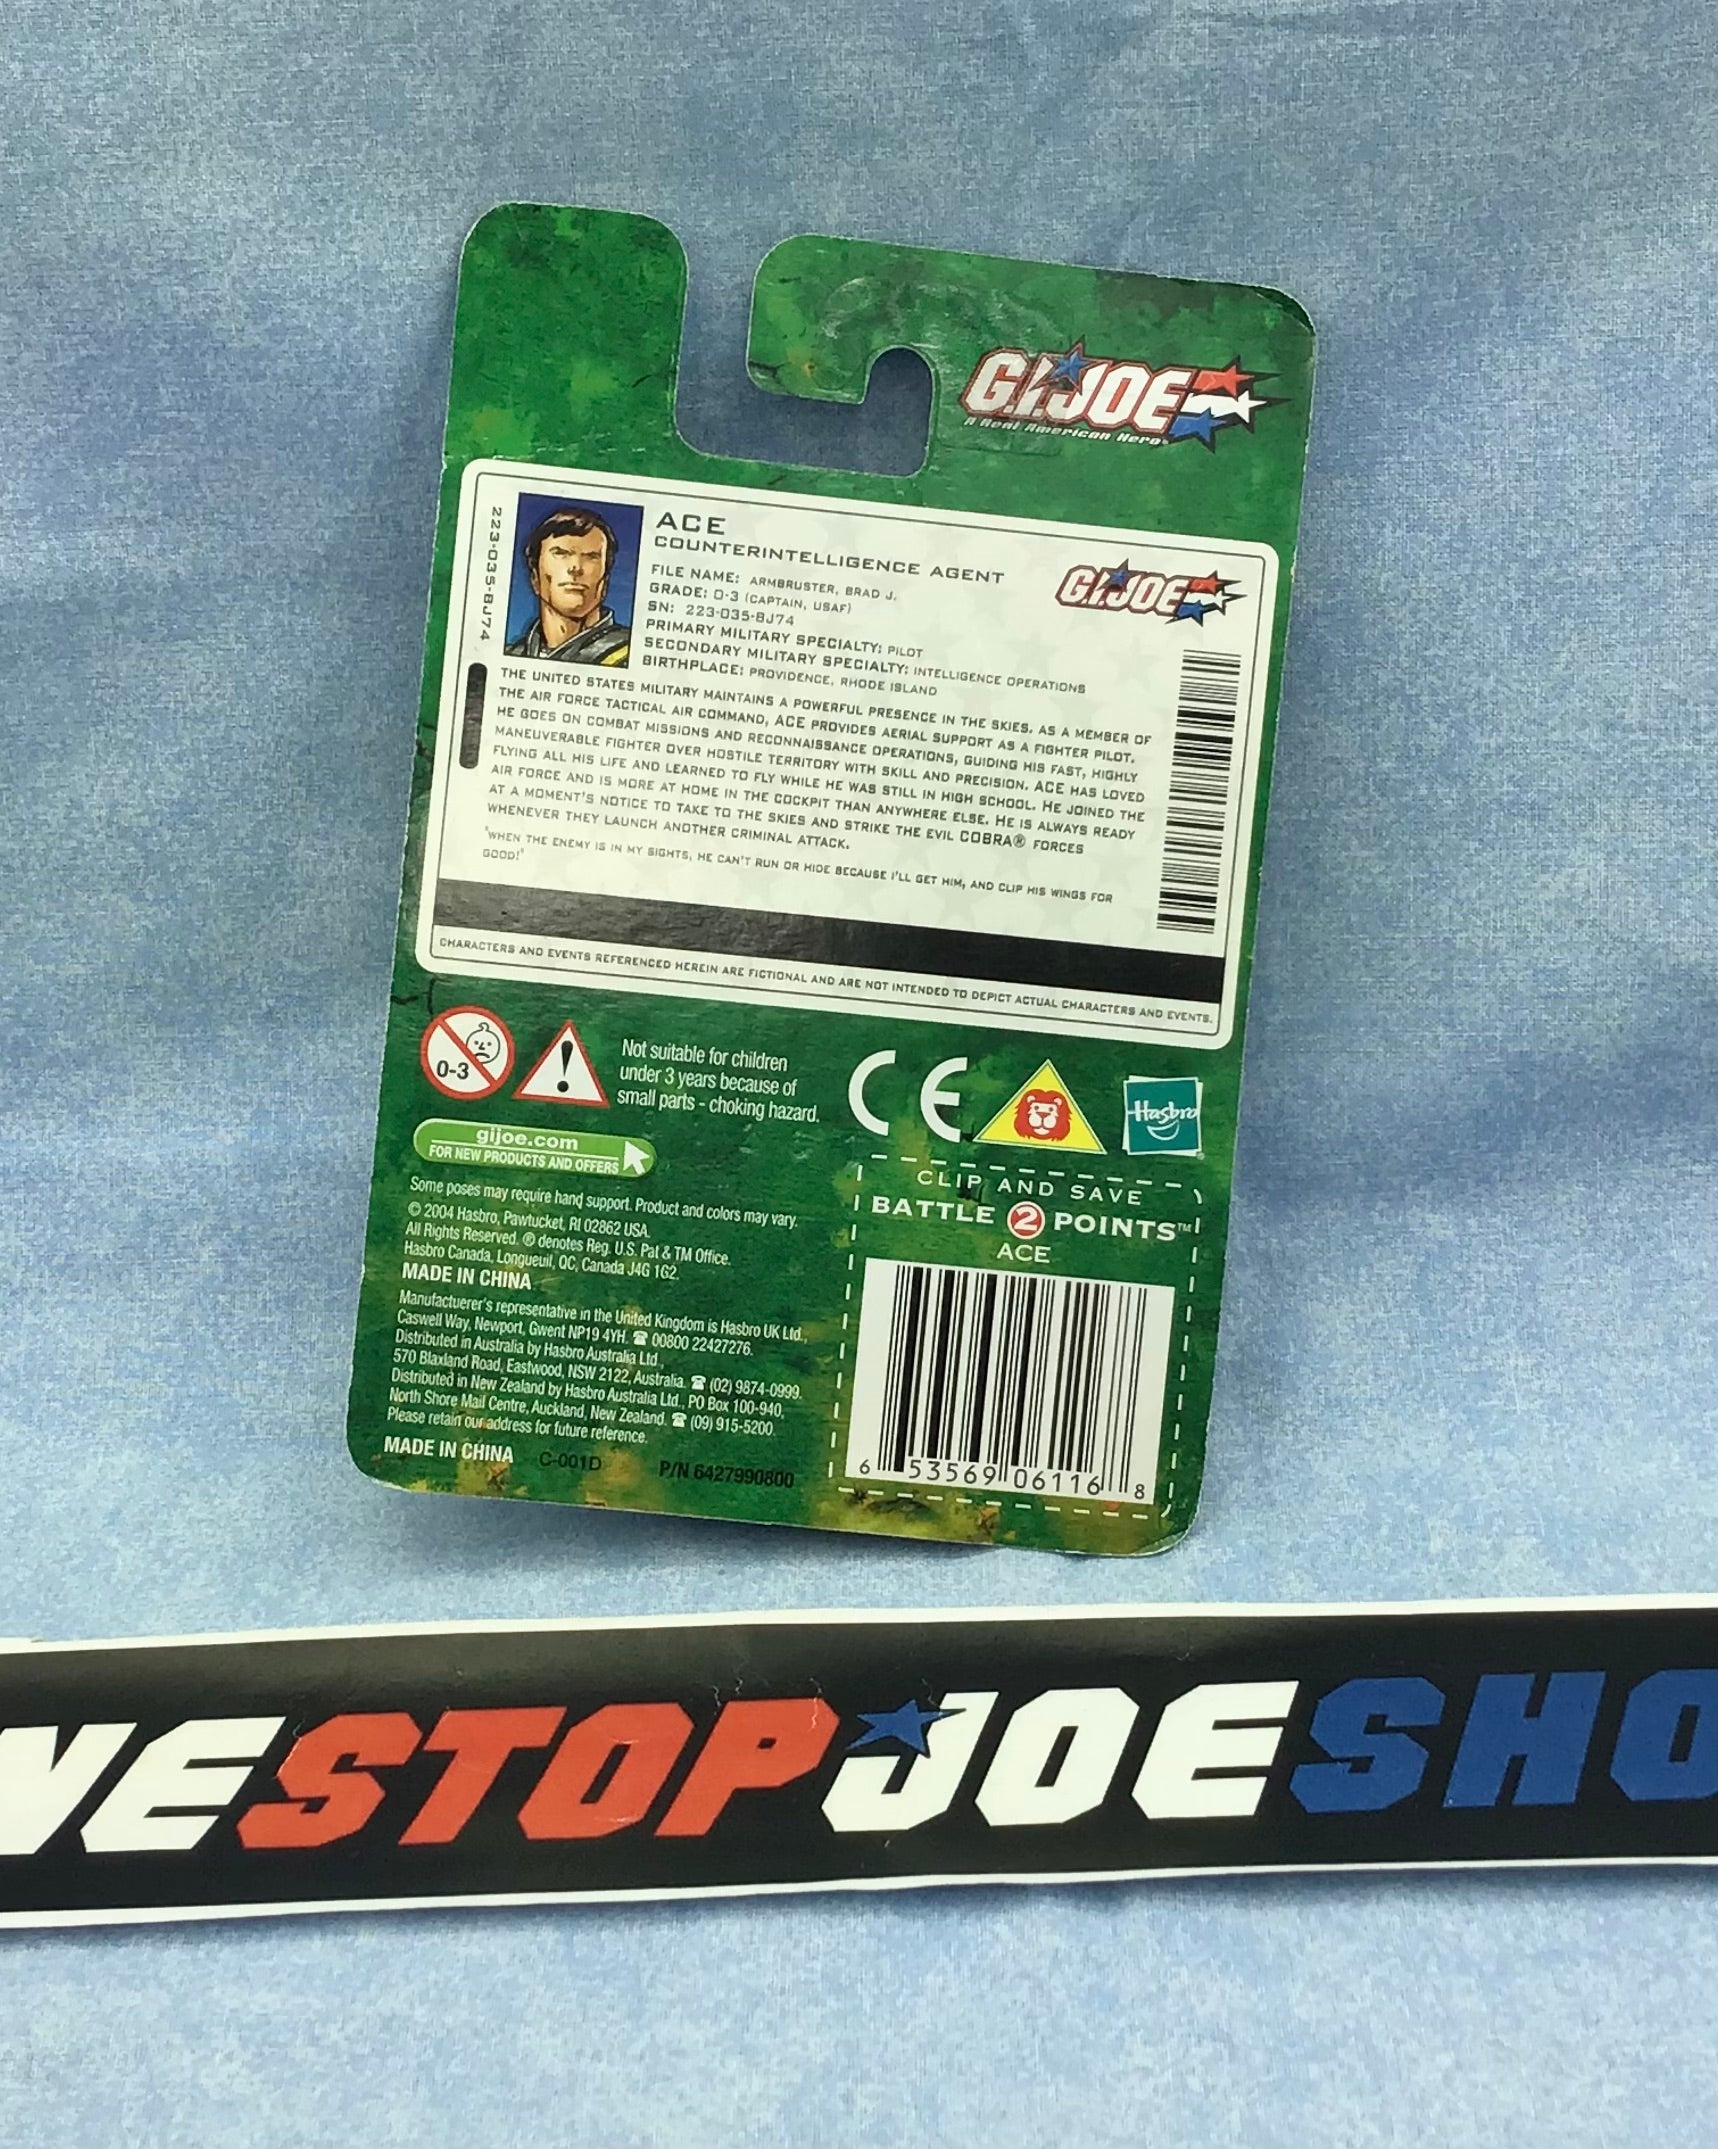 G.I. JOE
A Real American Hero
223-035-BJ74
ACE
COUNTERINTELLIGENCE AGENT
G.I. JOE
FILE NAME: ARMBRUSTER, BRAD J.
GRADE: O-3 (CAPTAIN, USAF)
SN: 223-035-BJ74
PRIMARY MILITARY SPECIALTY: PILOT
SECONDARY MILITARY SPECIALTY: INTELLIGENCE OPERATIONS
BIRTHPLACE: PROVIDENCE, RHODE ISLAND
THE UNITED STATES MILITARY MAINTAINS A POWERFUL PRESENCE IN THE SKIES. AS A MEMBER OF
THE AIR FORCE TACTICAL AIR COMMAND, ACE PROVIDES AERIAL SUPPORT AS A FIGHTER PILOT.
HE GOES ON COMBAT MISSIONS AND RECONNAISSANCE OPERATIONS, GUIDING HIS FAST, HIGHLY
MANEUVERABLE FIGHTER OVER HOSTILE TERRITORY WITH SKILL AND PRECISION. ACE HAS LOVED
FLYING ALL HIS LIFE AND LEARNED TO FLY WHILE HE WAS STILL IN HIGH SCHOOL. HE JOINED THE
AIR FORCE AND IS MORE AT HOME IN THE COCKPIT THAN ANYWHERE ELSE. HE IS ALWAYS READY
AT A MOMENT'S NOTICE TO TAKE TO THE SKIES AND STRIKE THE EVIL COBRA® FORCES
WHENEVER THEY LAUNCH ANOTHER CRIMINAL ATTACK.
"WHEN THE ENEMY IS IN MY SIGHTS, HE CAN'T RUN OR HIDE BECAUSE I'LL GET HIM, AND CLIP HIS WINGS FOR
GOOD!"
CHARACTERS AND EVENTS REFERENCED HEREIN ARE FICTIONAL AND ARE NOT INTENDED TO DEPICT ACTUAL CHARACTERS AND EVENTS.
0-3
!
Not suitable for children
under 3 years because of
small parts - choking hazard.
CE
Hasbro
gijoe.com
FOR NEW PRODUCTS AND OFFERS
Some poses may require hand support. Product and colors may vary.
© 2004 Hasbro, Pawtucket, RI 02862 USA.
All Rights Reserved. ® denotes Reg. U.S. Pat & TM Office.
Hasbro Canada, Longueuil, QC, Canada J4G 1G2.
MADE IN CHINA
Manufactuerer's representative in the United Kingdom is Hasbro UK Ltd.,
Caswell Way, Newport, Gwent NP19 4YH. ☎ 00800 22427276.
Distributed in Australia by Hasbro Australia Ltd.,
570 Blaxland Road, Eastwood, NSW 2122, Australia. ☎ (02) 9874-0999.
Distributed in New Zealand by Hasbro Australia Ltd., PO Box 100-940,
North Shore Mail Centre, Auckland, New Zealand. ☎ (09) 915-5200.
Please retain our address for future reference.
MADE IN CHINA C-001D P/N 6427990800
CLIP AND SAVE
BATTLE 2 POINTS™
ACE
6 53569 06116 8
NESTOPJOESHO